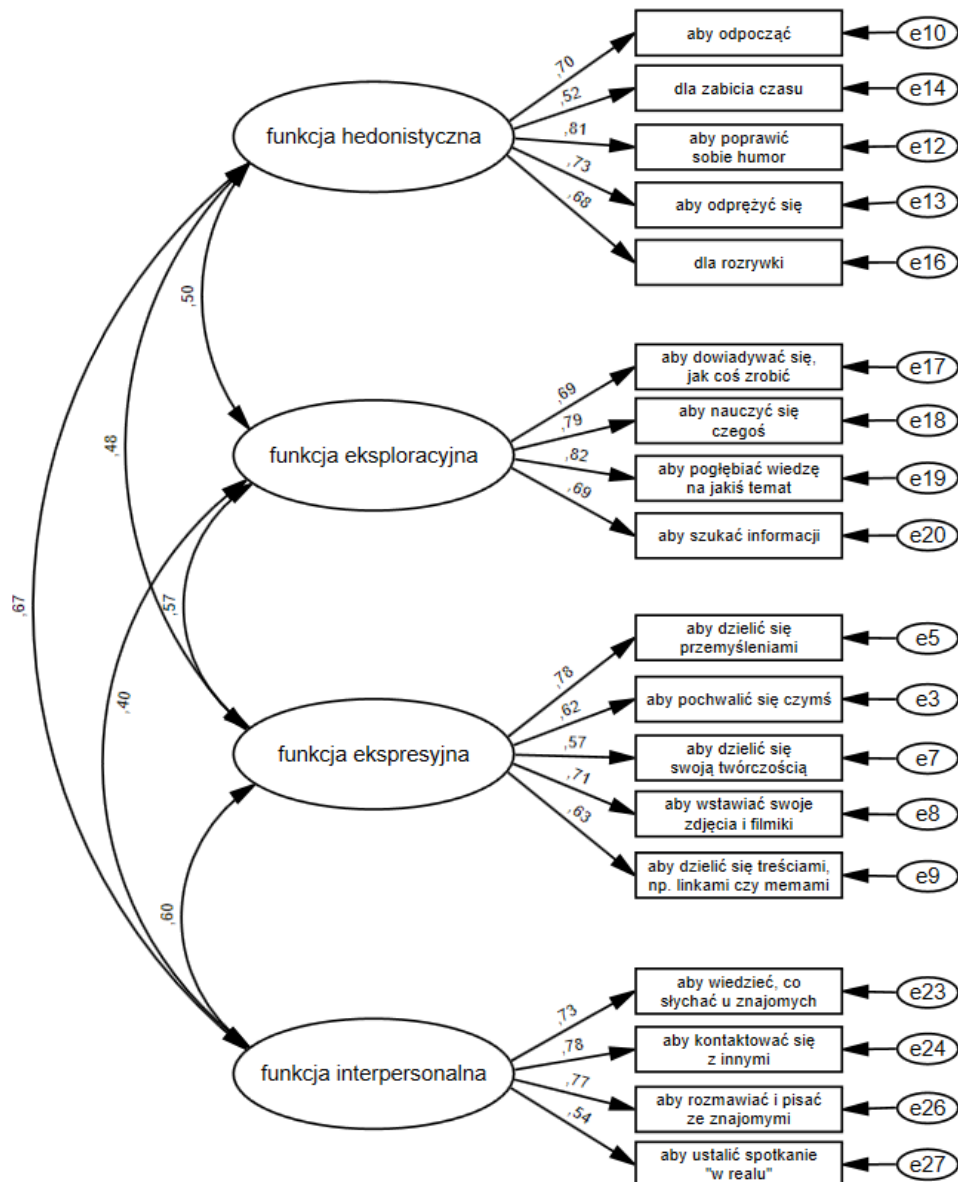 aby odpocząć
e10
,70
dla zabicia czasu
e14
,52
funkcja hedonistyczna
,81
aby poprawić
sobie humor
e12
,73
aby odprężyć się
e13
,68
dla rozrywki
e16
,50
aby dowiadywać się,
jak coś zrobić
e17
,69
aby nauczyć się
czegoś
e18
,79
funkcja eksploracyjna
,82
aby pogłębiać wiedzę
na jakiś temat
e19
,69
aby szukać informacji
e20
,48
,67
,57
,40
aby dzielić się
przemyśleniami
e5
,78
aby pochwalić się czymś
e3
,62
funkcja ekspresyjna
,57
aby dzielić się
swoją twórczością
e7
,71
aby wstawiać swoje
zdjęcia i filmiki
e8
,63
aby dzielić się treściami,
np. linkami czy memami
e9
,60
aby wiedzieć, co
słychać u znajomych
e23
,73
aby kontaktować się
z innymi
e24
,78
funkcja interpersonalna
,77
aby rozmawiać i pisać
ze znajomymi
e26
,54
aby ustalić spotkanie
"w realu"
e27